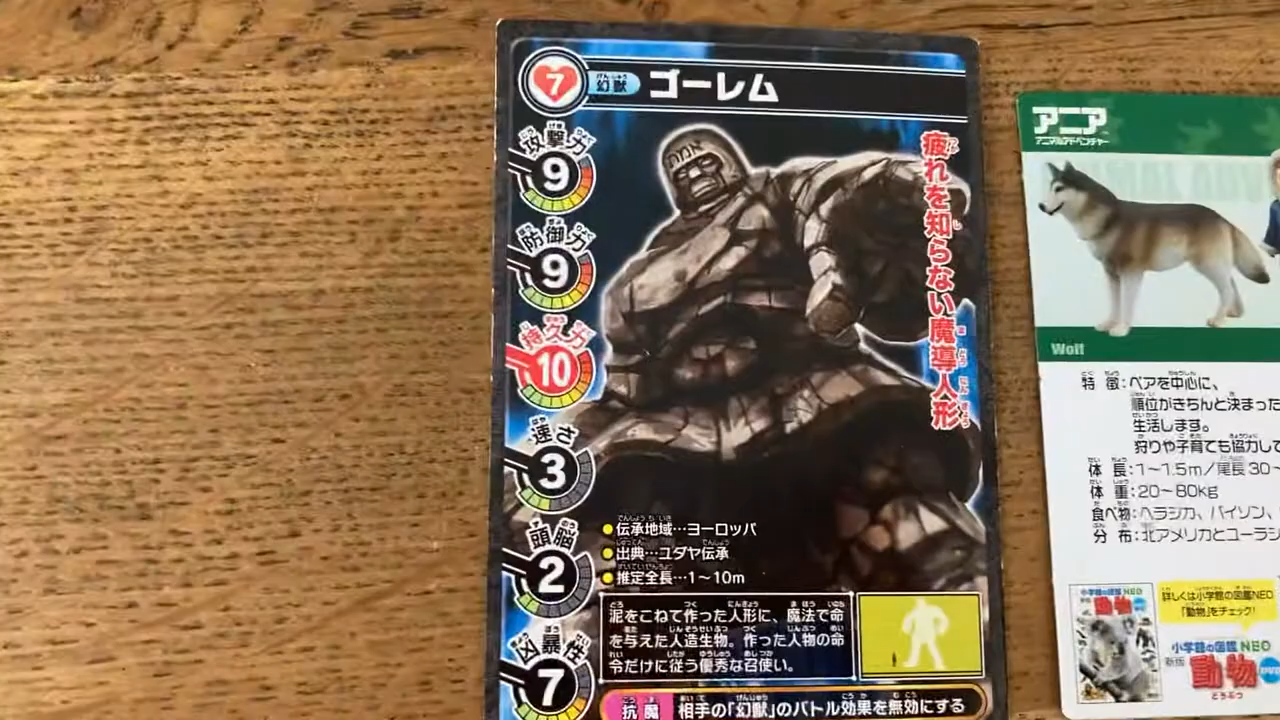 7
幻獣
ゴーレム
攻撃力
9
防御力
9
持久力
10
速さ
3
頭脳
2
凶暴性
7
אמת
疲れを知らない魔導人形
●伝承地域…ヨーロッパ
●出典…ユダヤ伝承
●推定全長…1〜10m
泥をこねて作った人形に、魔法で命
を与えた人造生物。作った人物の命
令だけに従う優秀な召使い。
抗魔 相手の「幻獣」のバトル効果を無効にする
アニア
アニマルアドベンチャー
Wolf
特徴:ペアを中心に、
順位がきちんと決まった
生活します。
狩りや子育ても協力して
体長:1〜1.5m/尾長30〜
体重:20〜80kg
食べ物:ヘラジカ、バイソン、
分布:北アメリカとユーラシ
小学館の図鑑 NEO
動物
詳しくは小学館の図鑑NEO
「動物」をチェック!
小学館の図鑑 NEO
新版 動物 DVD
どうぶつ